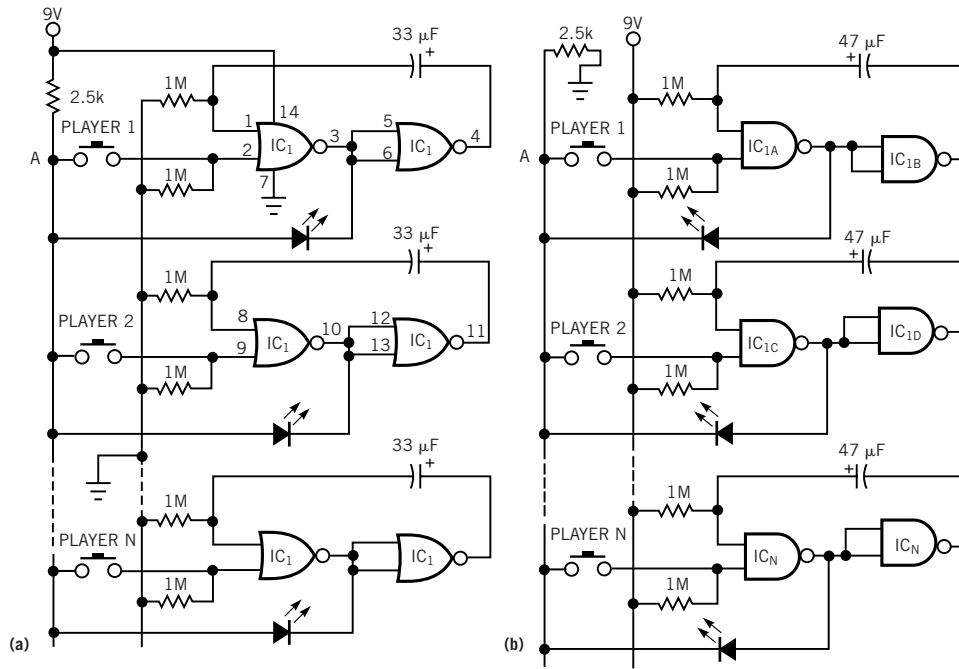 9V
2.5k
PLAYER 1
A
1M
1M
1
2
14
IC1
7
3
5
6
IC1
4
33 μF
+
PLAYER 2
1M
1M
8
9
IC1
10
12
13
IC1
11
33 μF
+
PLAYER N
1M
1M
IC1
IC1
33 μF
+
(a)
2.5k
9V
PLAYER 1
A
1M
1M
IC1A
IC1B
+
47 μF
PLAYER 2
1M
1M
IC1C
IC1D
+
47 μF
PLAYER N
1M
1M
ICN
ICN
+
47 μF
(b)